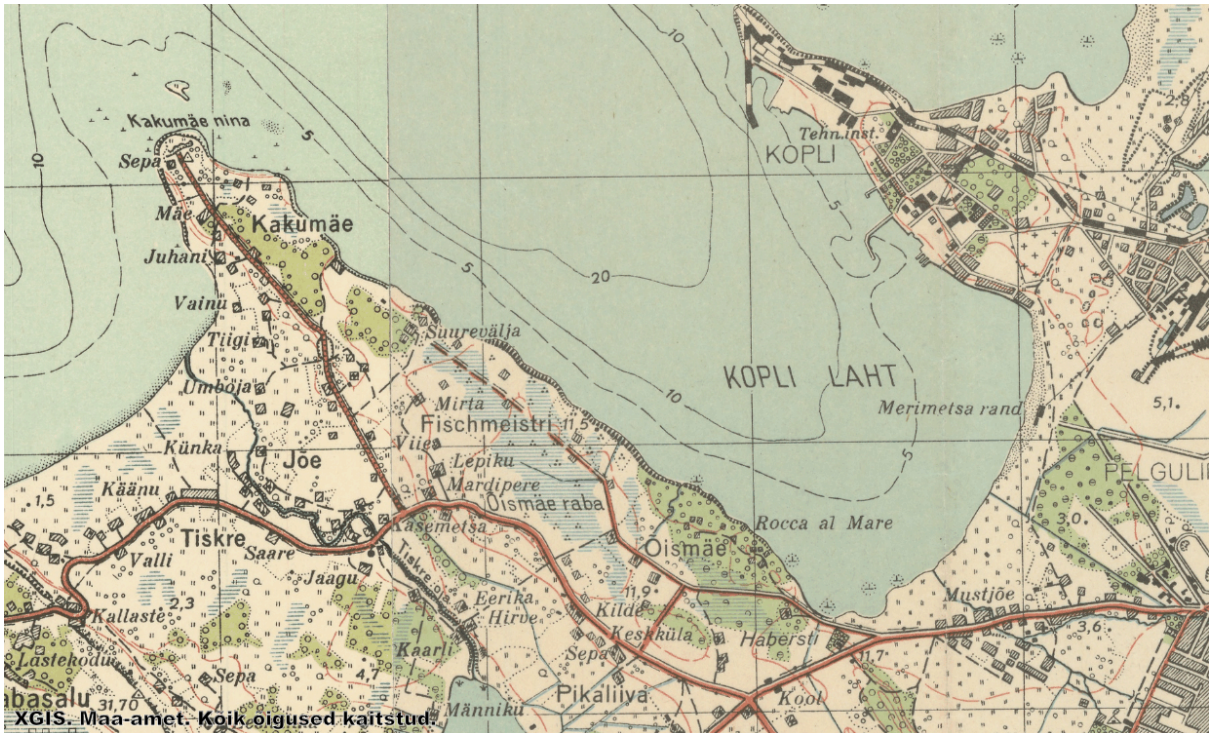 10
5
10
Kakumäe nina
Sepa
Mäe
Kakumäe
Juhani
Vainu
Tiigi
Umboja
Künka
Jõe
Käänu
1,5
Tiskre
Valli
Saare
Jaagu
Tiskre
Kallaste
2,3
Lastekodu
Sepa
4,7
Kaarli
abasalu
31,70
Männiku
5
20
10
5
Suurevälja
Mirta
Fischmeistri
11,5
Viie
Lepiku
Mardipere
Õismäe raba
Kasemetsa
Eerika
Hirve
11,9
Kilde
Keskküla
Sepa
Pikaliiva
Õismäe
Rocca al Mare
Habersti
11,7
Kool
Mustjõe
3,6
KOPLI
Tehn.inst.
2,8
KOPLI LAHT
Merimetsa rand
5,1
PELGULI
3,0
XGIS. Maa-amet. Koik oigused kaitstud.